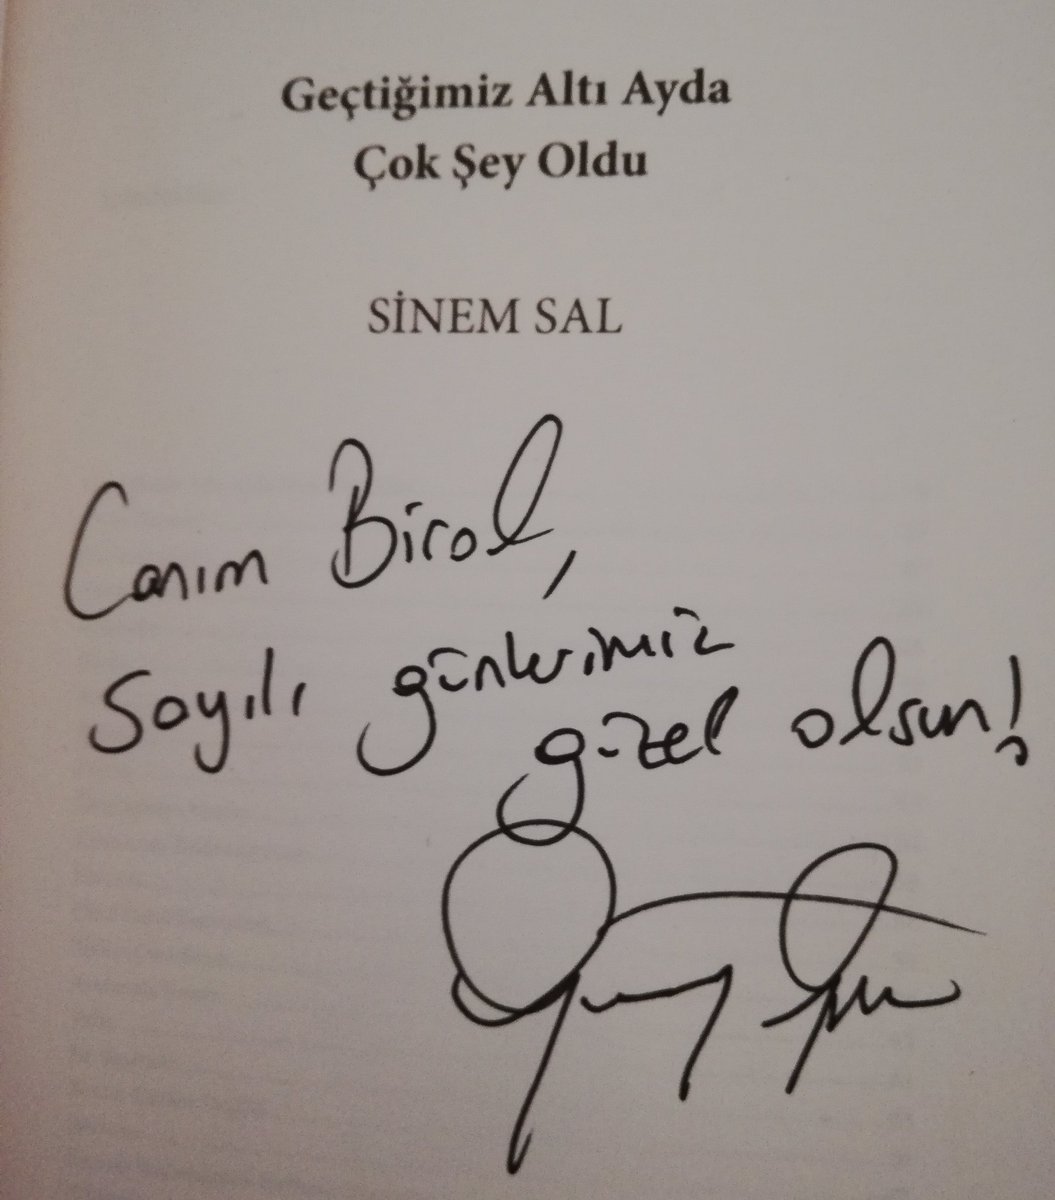 Geçtiğimiz Altı Ayda
Çok Şey Oldu
SİNEM SAL
Canım Birol,
Sayılı günlerimiz
güzel olsun!